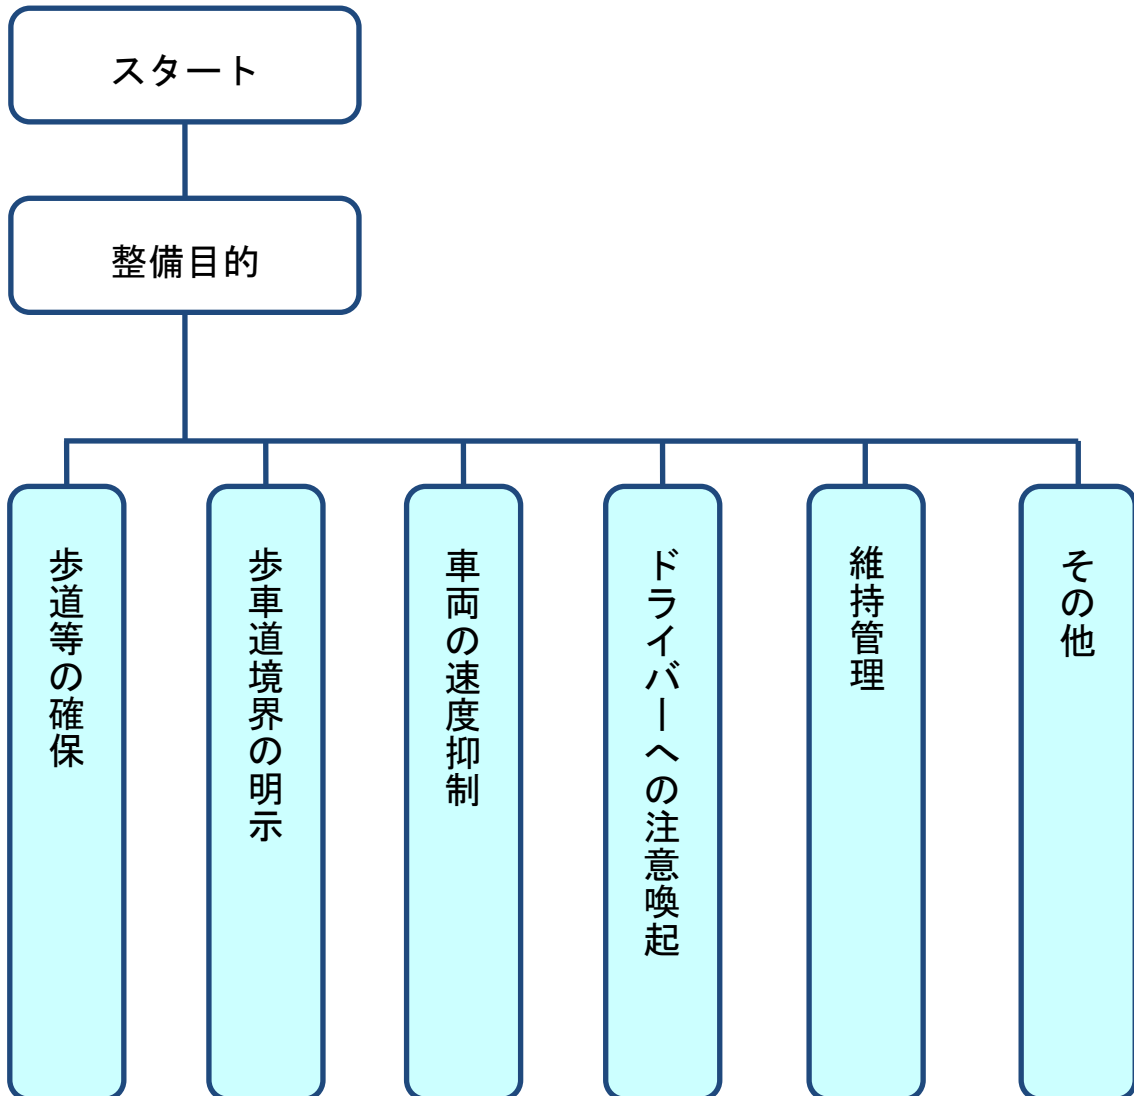 スタート
整備目的
歩道等の確保
歩車道境界の明示
車両の速度抑制
ドライバーへの注意喚起
維持管理
その他